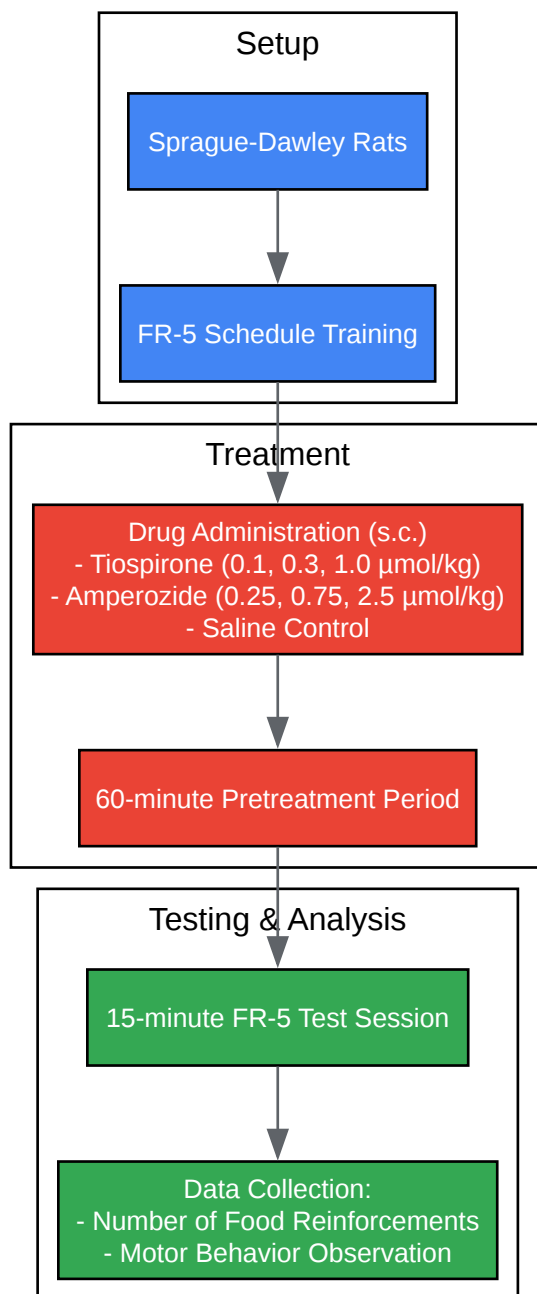 Setup
Sprague-Dawley Rats
FR-5 Schedule Training
Treatment
Drug Administration (s.c.)
- Tiospirone (0.1, 0.3, 1.0 µmol/kg)
- Amperozide (0.25, 0.75, 2.5 µmol/kg)
- Saline Control
60-minute Pretreatment Period
Testing & Analysis
15-minute FR-5 Test Session
Data Collection:
- Number of Food Reinforcements
- Motor Behavior Observation